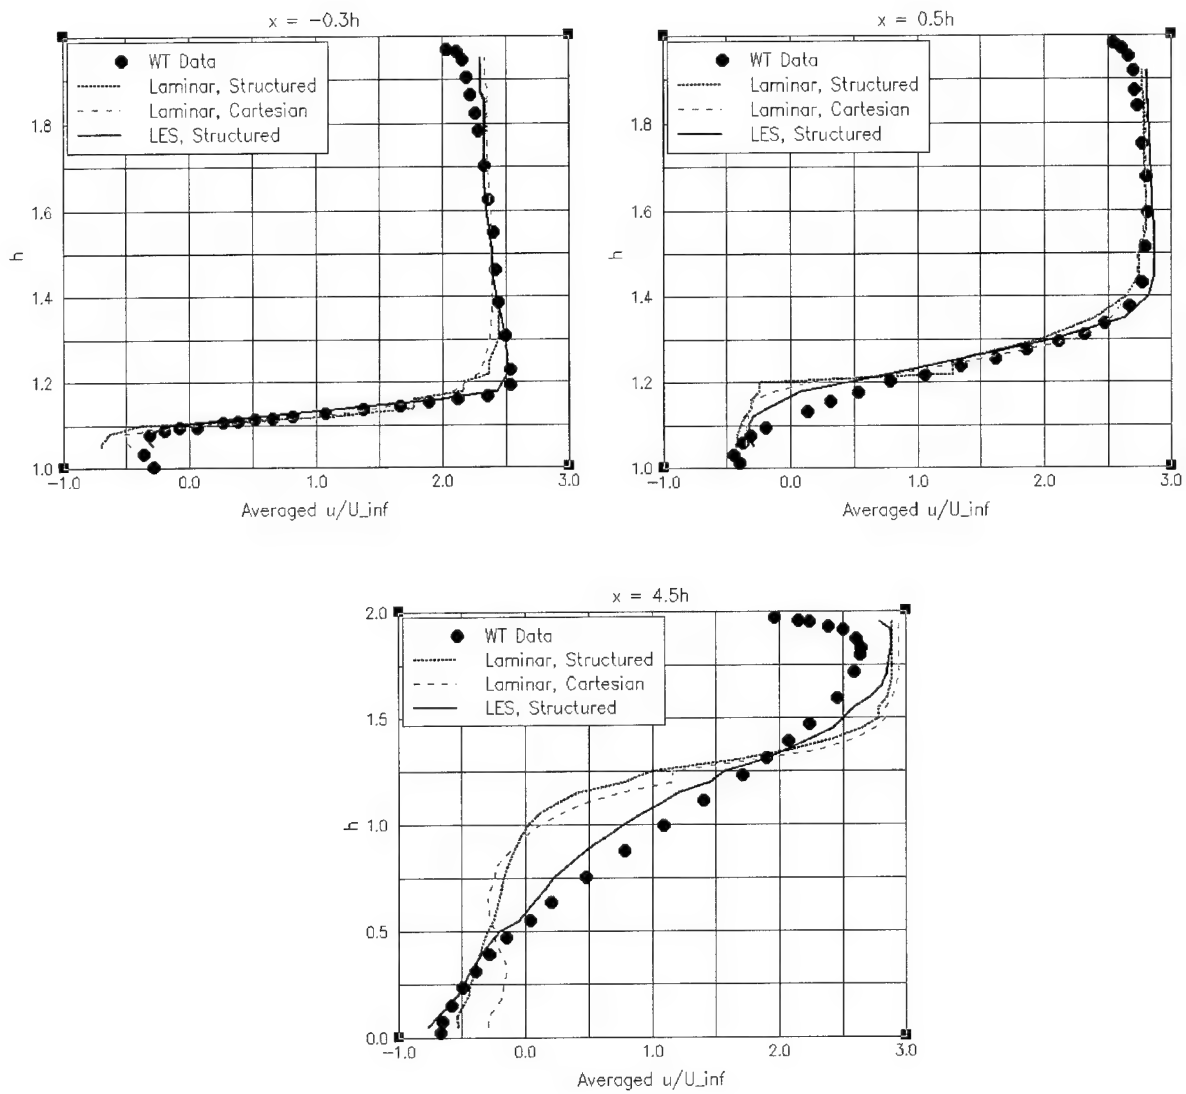 x = −0.3h
WT Data
Laminar, Structured
Laminar, Cartesian
LES, Structured
1.8
1.6
h
1.4
1.2
1.0
−1.0 0.0 1.0 2.0 3.0
Averaged u/U_inf
x = 0.5h
WT Data
Laminar, Structured
Laminar, Cartesian
LES, Structured
1.8
1.6
h
1.4
1.2
1.0
−1.0 0.0 1.0 2.0 3.0
Averaged u/U_inf
x = 4.5h
2.0
WT Data
Laminar, Structured
Laminar, Cartesian
LES, Structured
1.5
h
1.0
0.5
0.0
−1.0 0.0 1.0 2.0 3.0
Averaged u/U_inf